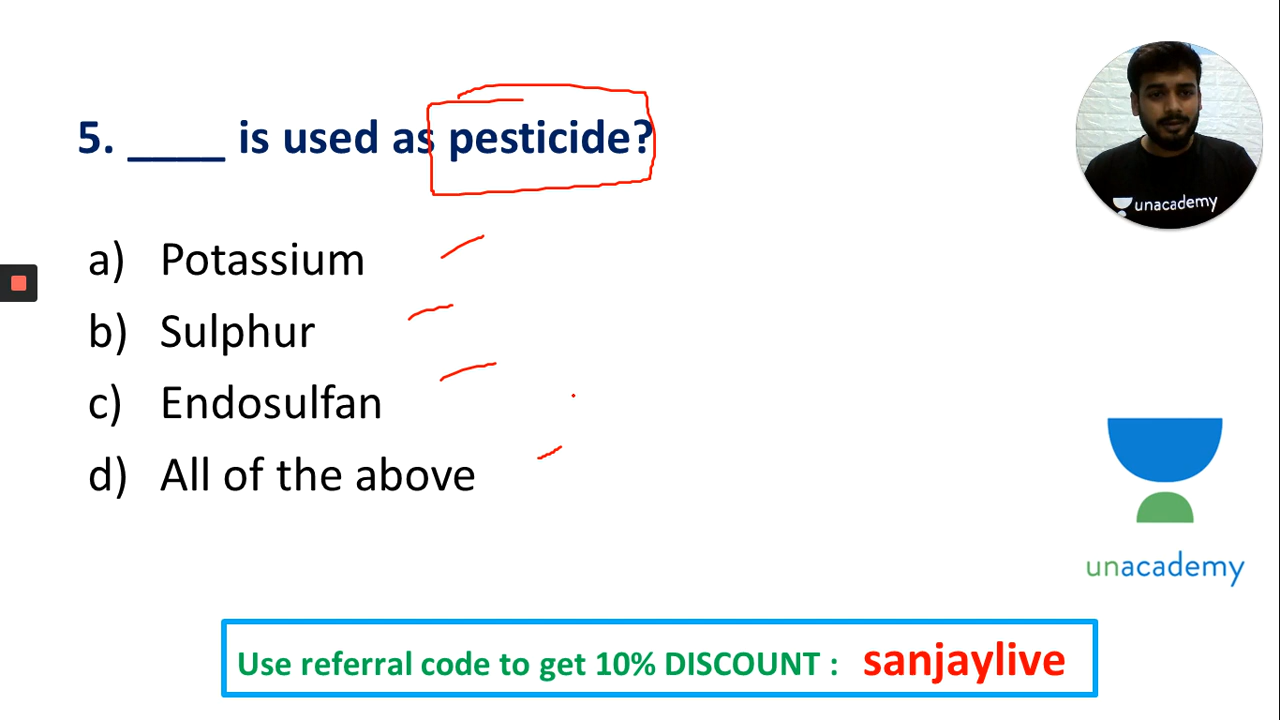 5. ____ is used as pesticide?
unacademy
a) Potassium
b) Sulphur
c) Endosulfan
d) All of the above
unacademy
Use referral code to get 10% DISCOUNT : sanjaylive